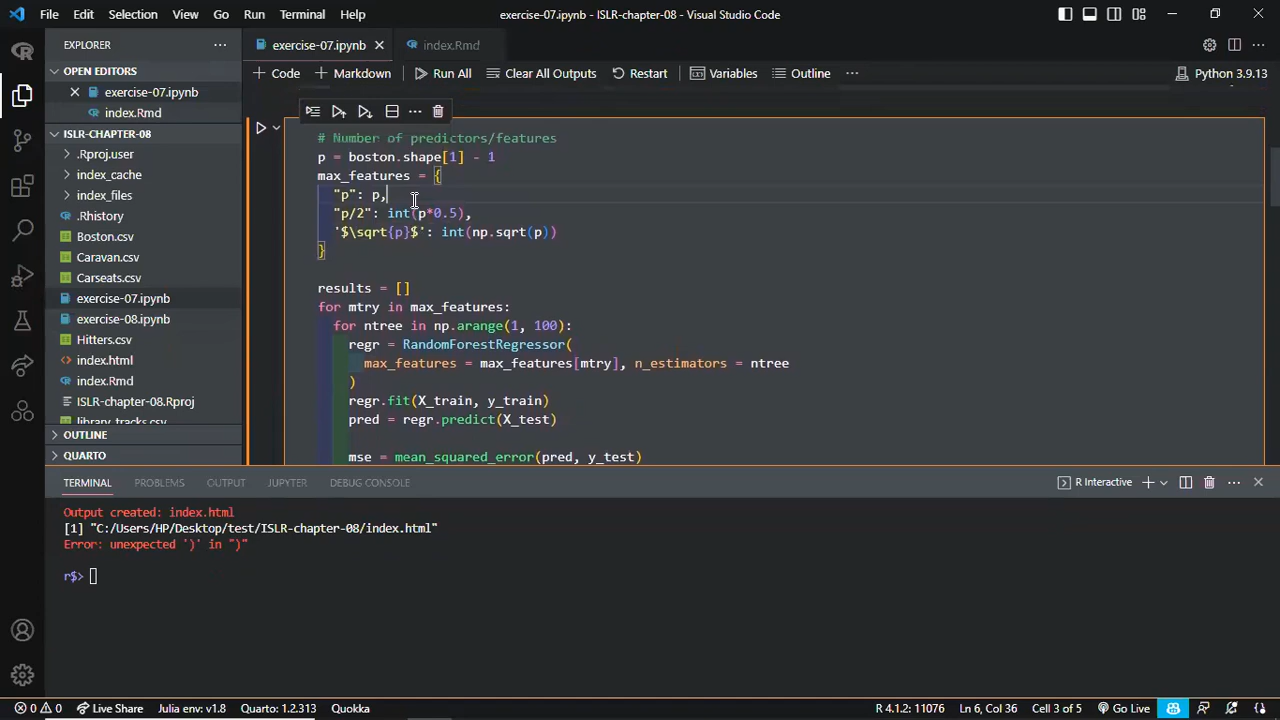 File Edit Selection View Go Run Terminal Help exercise-07.ipynb - ISLR-chapter-08 - Visual Studio Code
EXPLORER ···
exercise-07.ipynb
index.Rmd
OPEN EDITORS
exercise-07.ipynb
index.Rmd
ISLR-CHAPTER-08
.Rproj.user
index_cache
index_files
.Rhistory
Boston.csv
Caravan.csv
Carseats.csv
exercise-07.ipynb
exercise-08.ipynb
Hitters.csv
index.html
index.Rmd
ISLR-chapter-08.Rproj
library_tracks.csv
OUTLINE
QUARTO
+ Code + Markdown Run All Clear All Outputs Restart Variables Outline ··· Python 3.9.13
# Number of predictors/features
p = boston.shape[1] - 1
max_features = {
"p": p,
"p/2": int(p*0.5),
'$\sqrt{p}$': int(np.sqrt(p))
}
results = []
for mtry in max_features:
for ntree in np.arange(1, 100):
regr = RandomForestRegressor(
max_features = max_features[mtry], n_estimators = ntree
)
regr.fit(X_train, y_train)
pred = regr.predict(X_test)
mse = mean_squared_error(pred, y_test)
TERMINAL PROBLEMS OUTPUT JUPYTER DEBUG CONSOLE R Interactive
Output created: index.html
[1] "C:/Users/HP/Desktop/test/ISLR-chapter-08/index.html"
Error: unexpected ')' in ")"
r$>
0 0 Live Share Julia env: v1.8 Quarto: 1.2.313 Quokka R 4.1.2: 11076 Ln 6, Col 36 Cell 3 of 5 Go Live